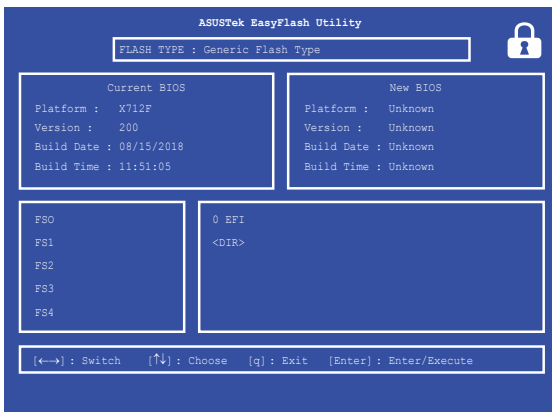 ASUSTek EasyFlash Utility
FLASH TYPE : Generic Flash Type
Current BIOS
Platform : X712F
Version : 200
Build Date : 08/15/2018
Build Time : 11:51:05
New BIOS
Platform : Unknown
Version : Unknown
Build Date : Unknown
Build Time : Unknown
FS0
FS1
FS2
FS3
FS4
0 EFI
<DIR>
[←→] : Switch [↑↓] : Choose [q] : Exit [Enter] : Enter/Execute